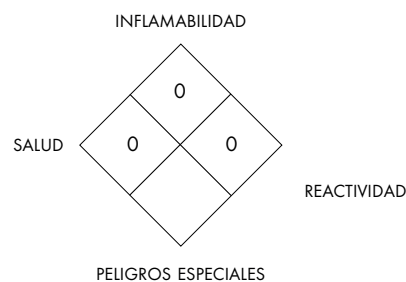 INFLAMABILIDAD
0
SALUD
0
0
REACTIVIDAD
PELIGROS ESPECIALES